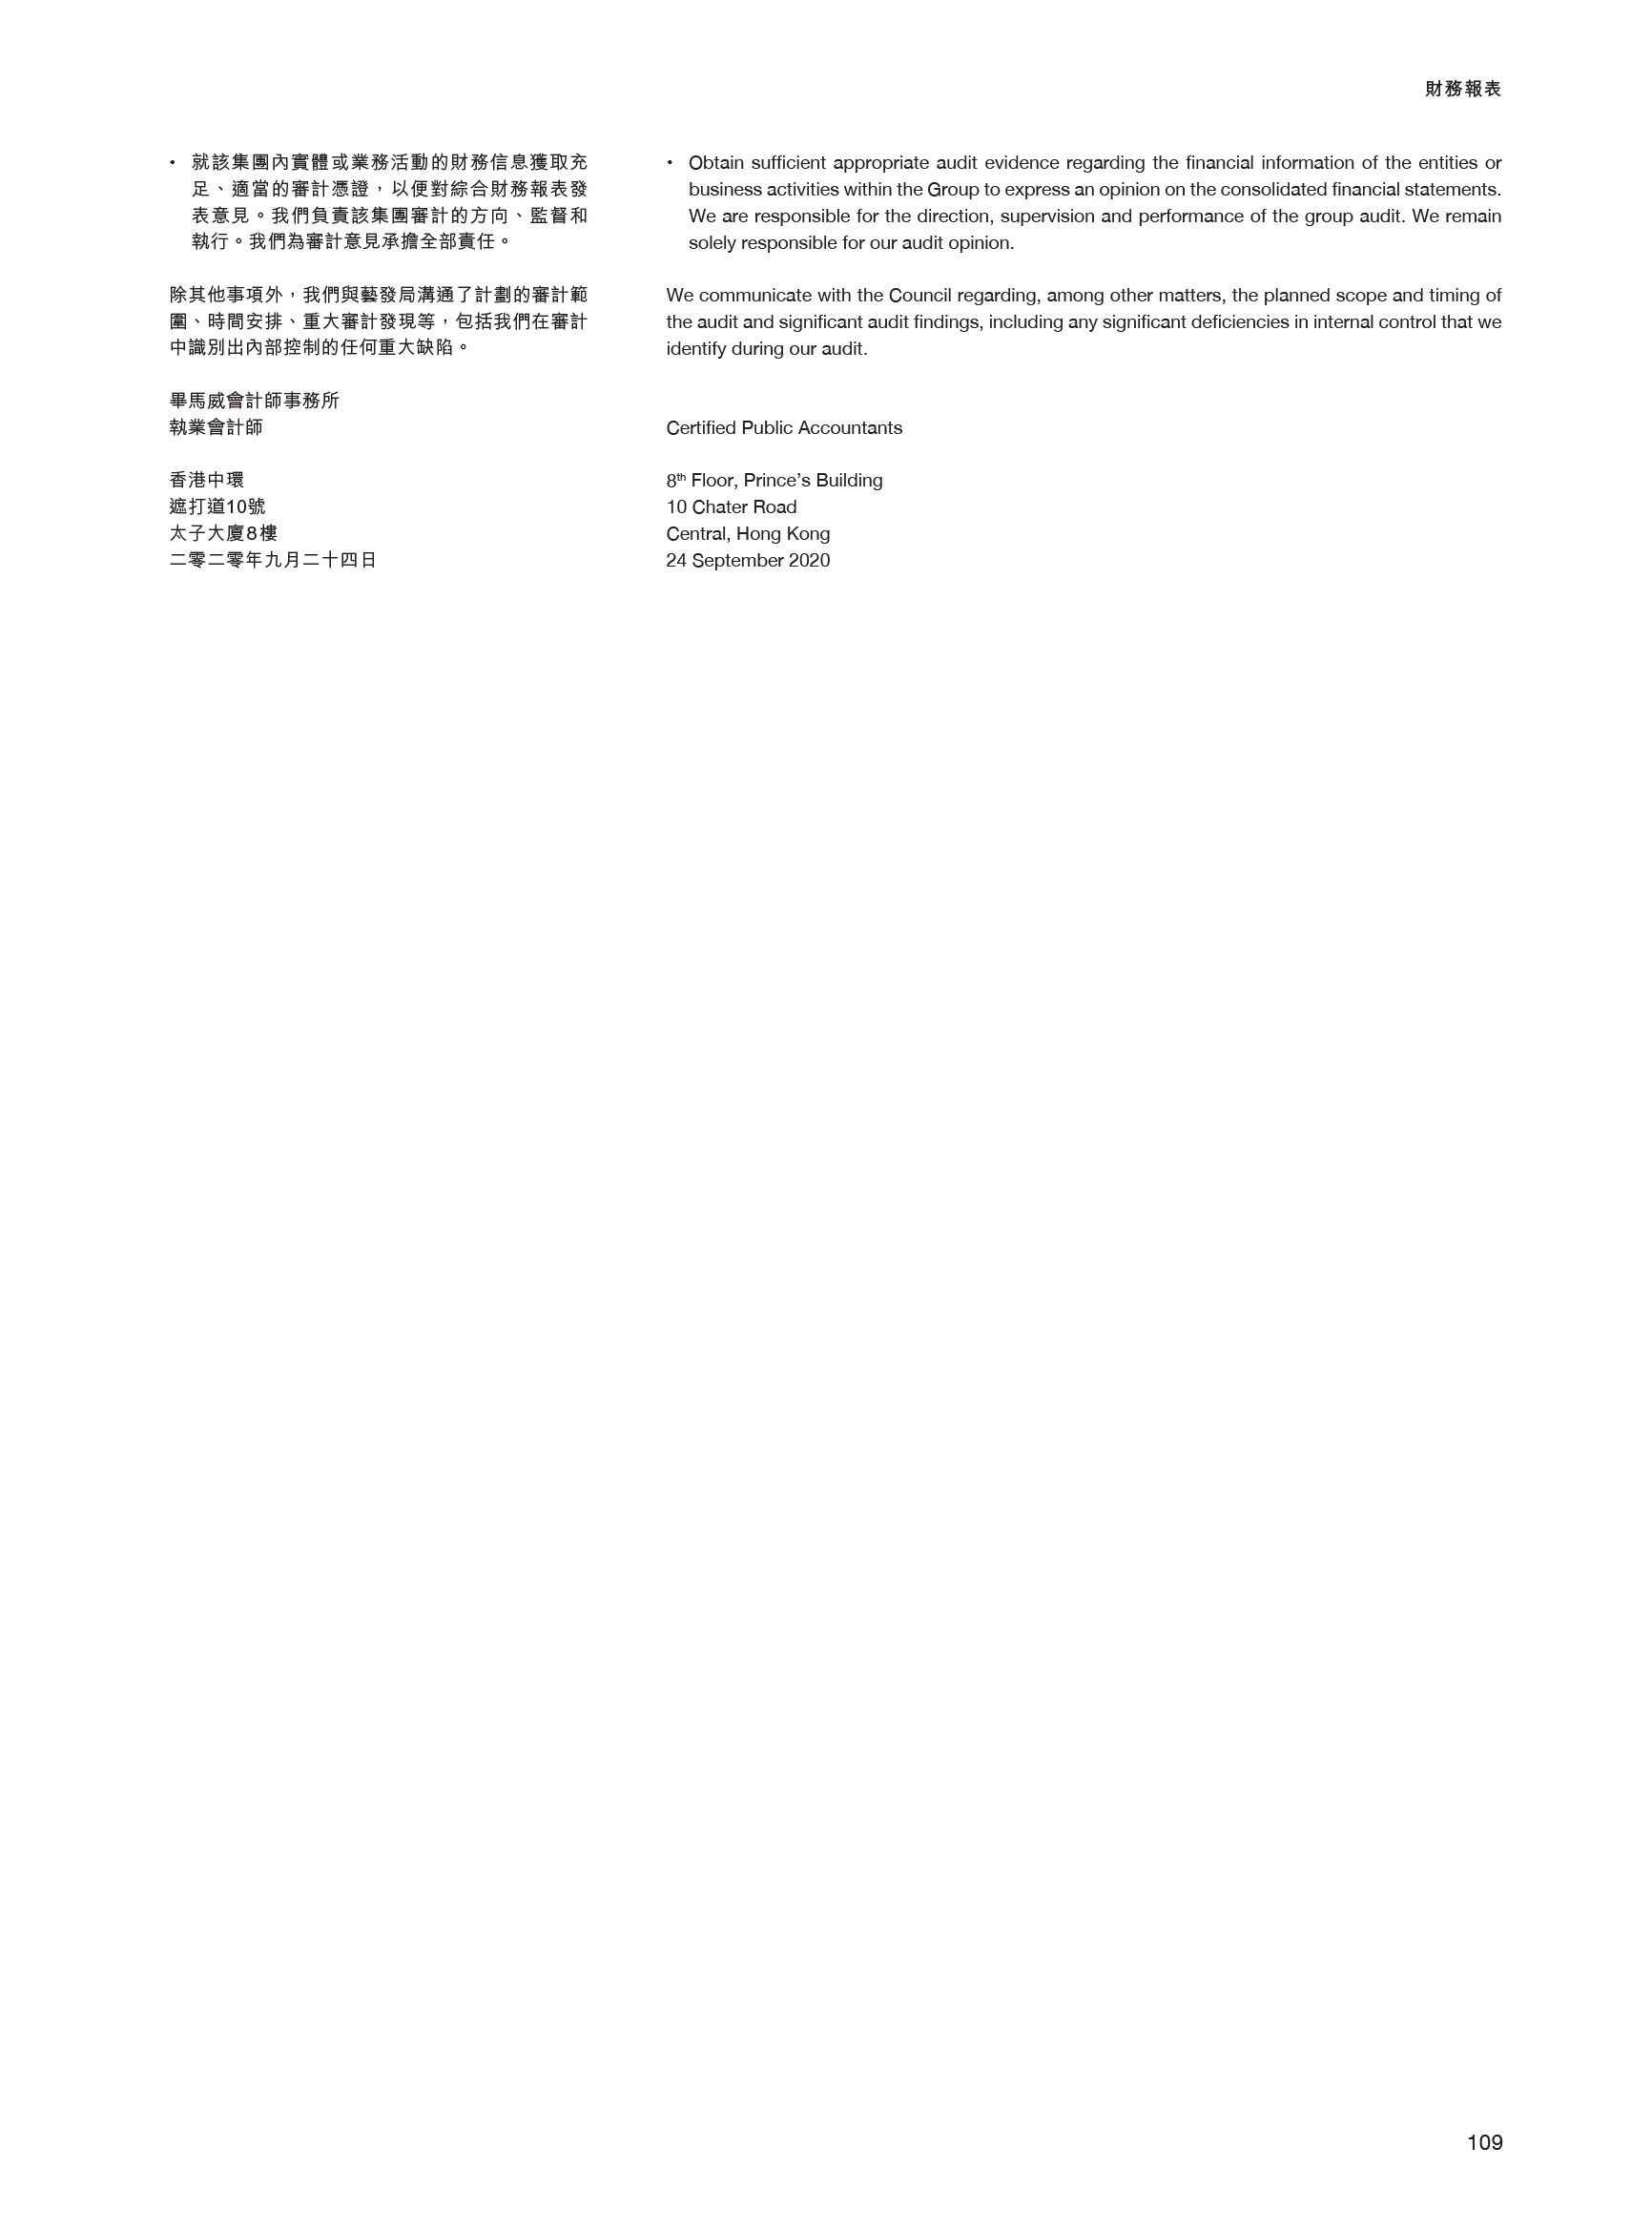 財務報表
• 就該集團內實體或業務活動的財務信息獲取充
足、適當的審計憑證，以便對綜合財務報表發
表意見。我們負責該集團審計的方向、監督和
執行。我們為審計意見承擔全部責任。
除其他事項外，我們與藝發局溝通了計劃的審計範
圍、時間安排、重大審計發現等，包括我們在審計
中識別出內部控制的任何重大缺陷。
畢馬威會計師事務所
執業會計師
香港中環
遮打道10號
太子大廈8樓
二零二零年九月二十四日
• Obtain sufficient appropriate audit evidence regarding the financial information of the entities or
business activities within the Group to express an opinion on the consolidated financial statements.
We are responsible for the direction, supervision and performance of the group audit. We remain
solely responsible for our audit opinion.
We communicate with the Council regarding, among other matters, the planned scope and timing of
the audit and significant audit findings, including any significant deficiencies in internal control that we
identify during our audit.
Certified Public Accountants
8th Floor, Prince’s Building
10 Chater Road
Central, Hong Kong
24 September 2020
109